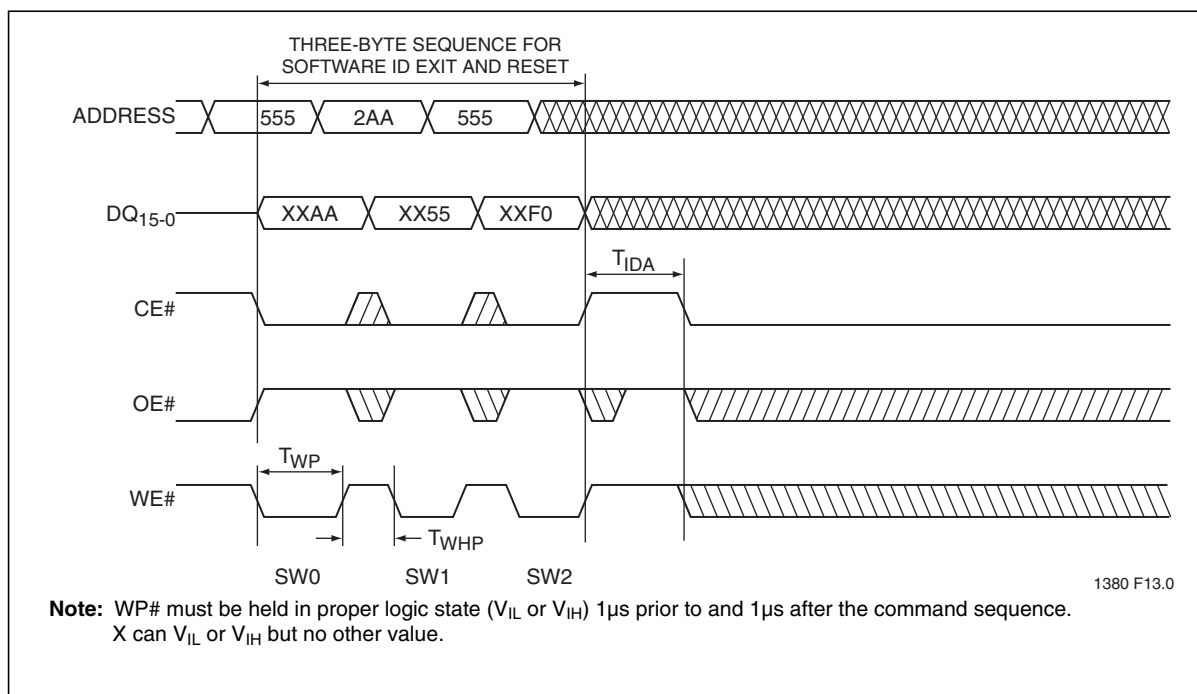 THREE-BYTE SEQUENCE FOR
SOFTWARE ID EXIT AND RESET
ADDRESS 555 2AA 555
DQ15-0 XXAA XX55 XXF0
TIDA
CE#
OE#
TWP
WE#
TWHP
SW0 SW1 SW2
1380 F13.0
Note: WP# must be held in proper logic state (VIL or VIH) 1µs prior to and 1µs after the command sequence.
X can VIL or VIH but no other value.